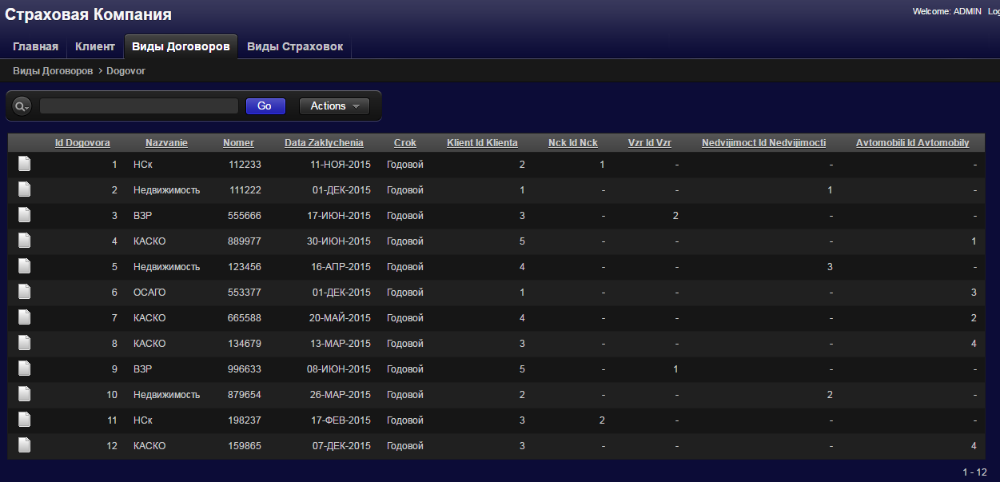 Страховая Компания
Welcome: ADMIN Log
Главная Клиент Виды Договоров Виды Страховок
Виды Договоров > Dogovor
Go Actions
Id Dogovora Nazvanie Nomer Data Zaklychenia Crok Klient Id Klienta Nck Id Nck Vzr Id Vzr Nedvijimoct Id Nedvijimocti Avtomobili Id Avtomobily
1 НСк 112233 11-НОЯ-2015 Годовой 2 1 - - -
2 Недвижимость 111222 01-ДЕК-2015 Годовой 1 - - 1 -
3 ВЗР 555666 17-ИЮН-2015 Годовой 3 - 2 - -
4 КАСКО 889977 30-ИЮН-2015 Годовой 5 - - - 1
5 Недвижимость 123456 16-АПР-2015 Годовой 4 - - 3 -
6 ОСАГО 553377 01-ДЕК-2015 Годовой 1 - - - 3
7 КАСКО 665588 20-МАЙ-2015 Годовой 4 - - - 2
8 КАСКО 134679 13-МАР-2015 Годовой 3 - - - 4
9 ВЗР 996633 08-ИЮН-2015 Годовой 5 - 1 - -
10 Недвижимость 879654 26-МАР-2015 Годовой 2 - - 2 -
11 НСк 198237 17-ФЕВ-2015 Годовой 3 2 - - -
12 КАСКО 159865 07-ДЕК-2015 Годовой 3 - - - 4
1 - 12